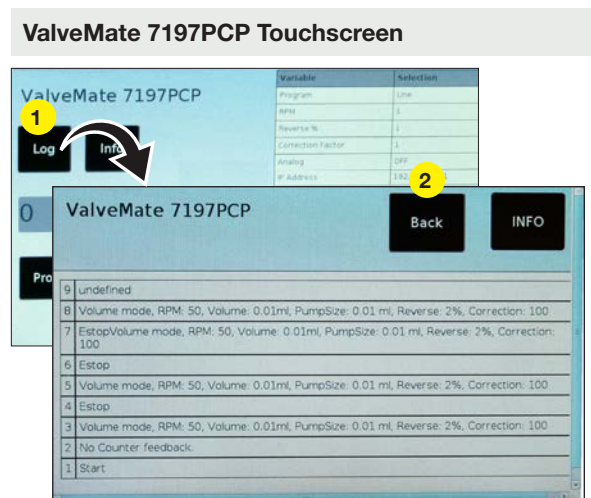 ValveMate 7197PCP Touchscreen
ValveMate 7197PCP
Variable Selection
Program Line
RPM 1
Reverse % 1
Correction Factor 1
Analog OFF
IP Address
1
Log
Info
0
Pro
2
ValveMate 7197PCP
Back
INFO
9 undefined
8 Volume mode, RPM: 50, Volume: 0.01ml, PumpSize: 0.01 ml, Reverse: 2%, Correction: 100
7 EstopVolume mode, RPM: 50, Volume: 0.01ml, PumpSize: 0.01 ml, Reverse: 2%, Correction:
100
6 Estop
5 Volume mode, RPM: 50, Volume: 0.01ml, PumpSize: 0.01 ml, Reverse: 2%, Correction: 100
4 Estop
3 Volume mode, RPM: 50, Volume: 0.01ml, PumpSize: 0.01 ml, Reverse: 2%, Correction: 100
2 No Counter feedback.
1 Start